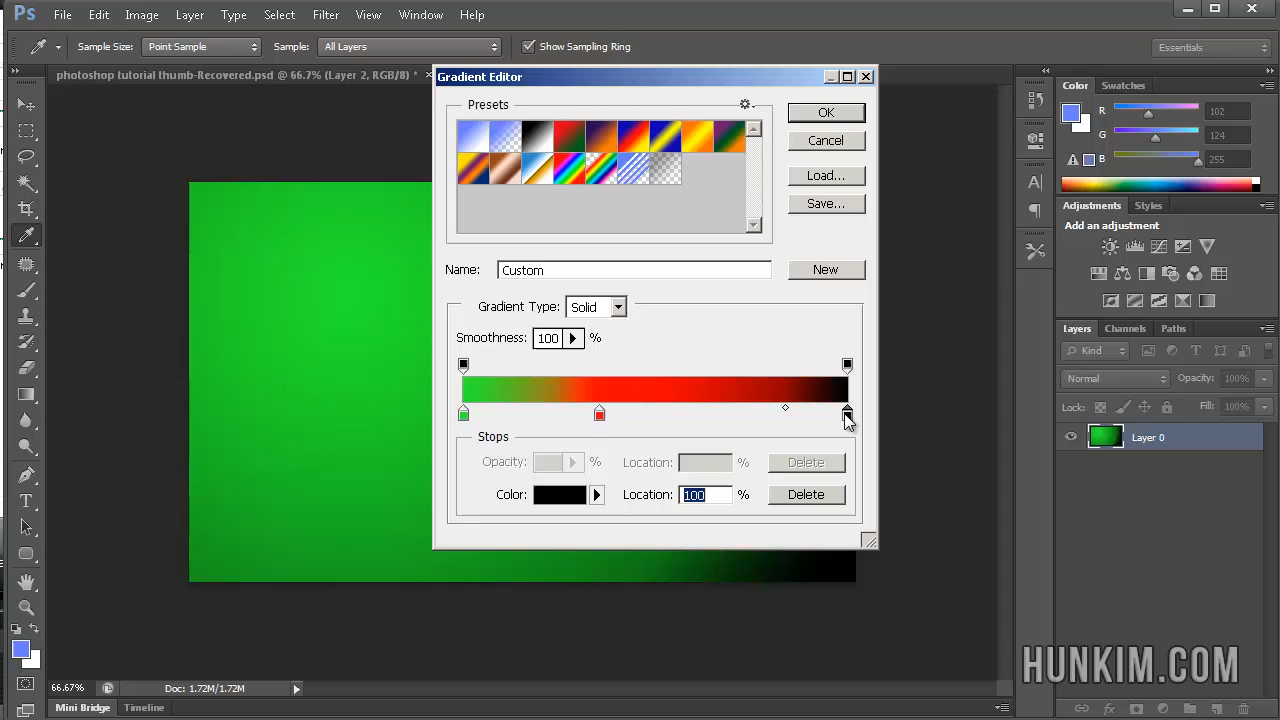 Ps File Edit Image Layer Type Select Filter View Window Help
Sample Size: Point Sample Sample: All Layers Show Sampling Ring Essentials
photoshop tutorial thumb-Recovered.psd @ 66.7% (Layer 2, RGB/8) *
Gradient Editor
Presets
OK
Cancel
Load...
Save...
Name: Custom
New
Gradient Type: Solid
Smoothness: 100 %
Stops
Opacity: % Location: % Delete
Color: Location: 100 % Delete
Color Swatches
R 102
G 124
B 255
Adjustments Styles
Add an adjustment
Layers Channels Paths
Kind
Normal Opacity: 100%
Lock: Fill: 100%
Layer 0
HUNKIM.COM
66.67% Doc: 1.72M/1.72M
Mini Bridge Timeline